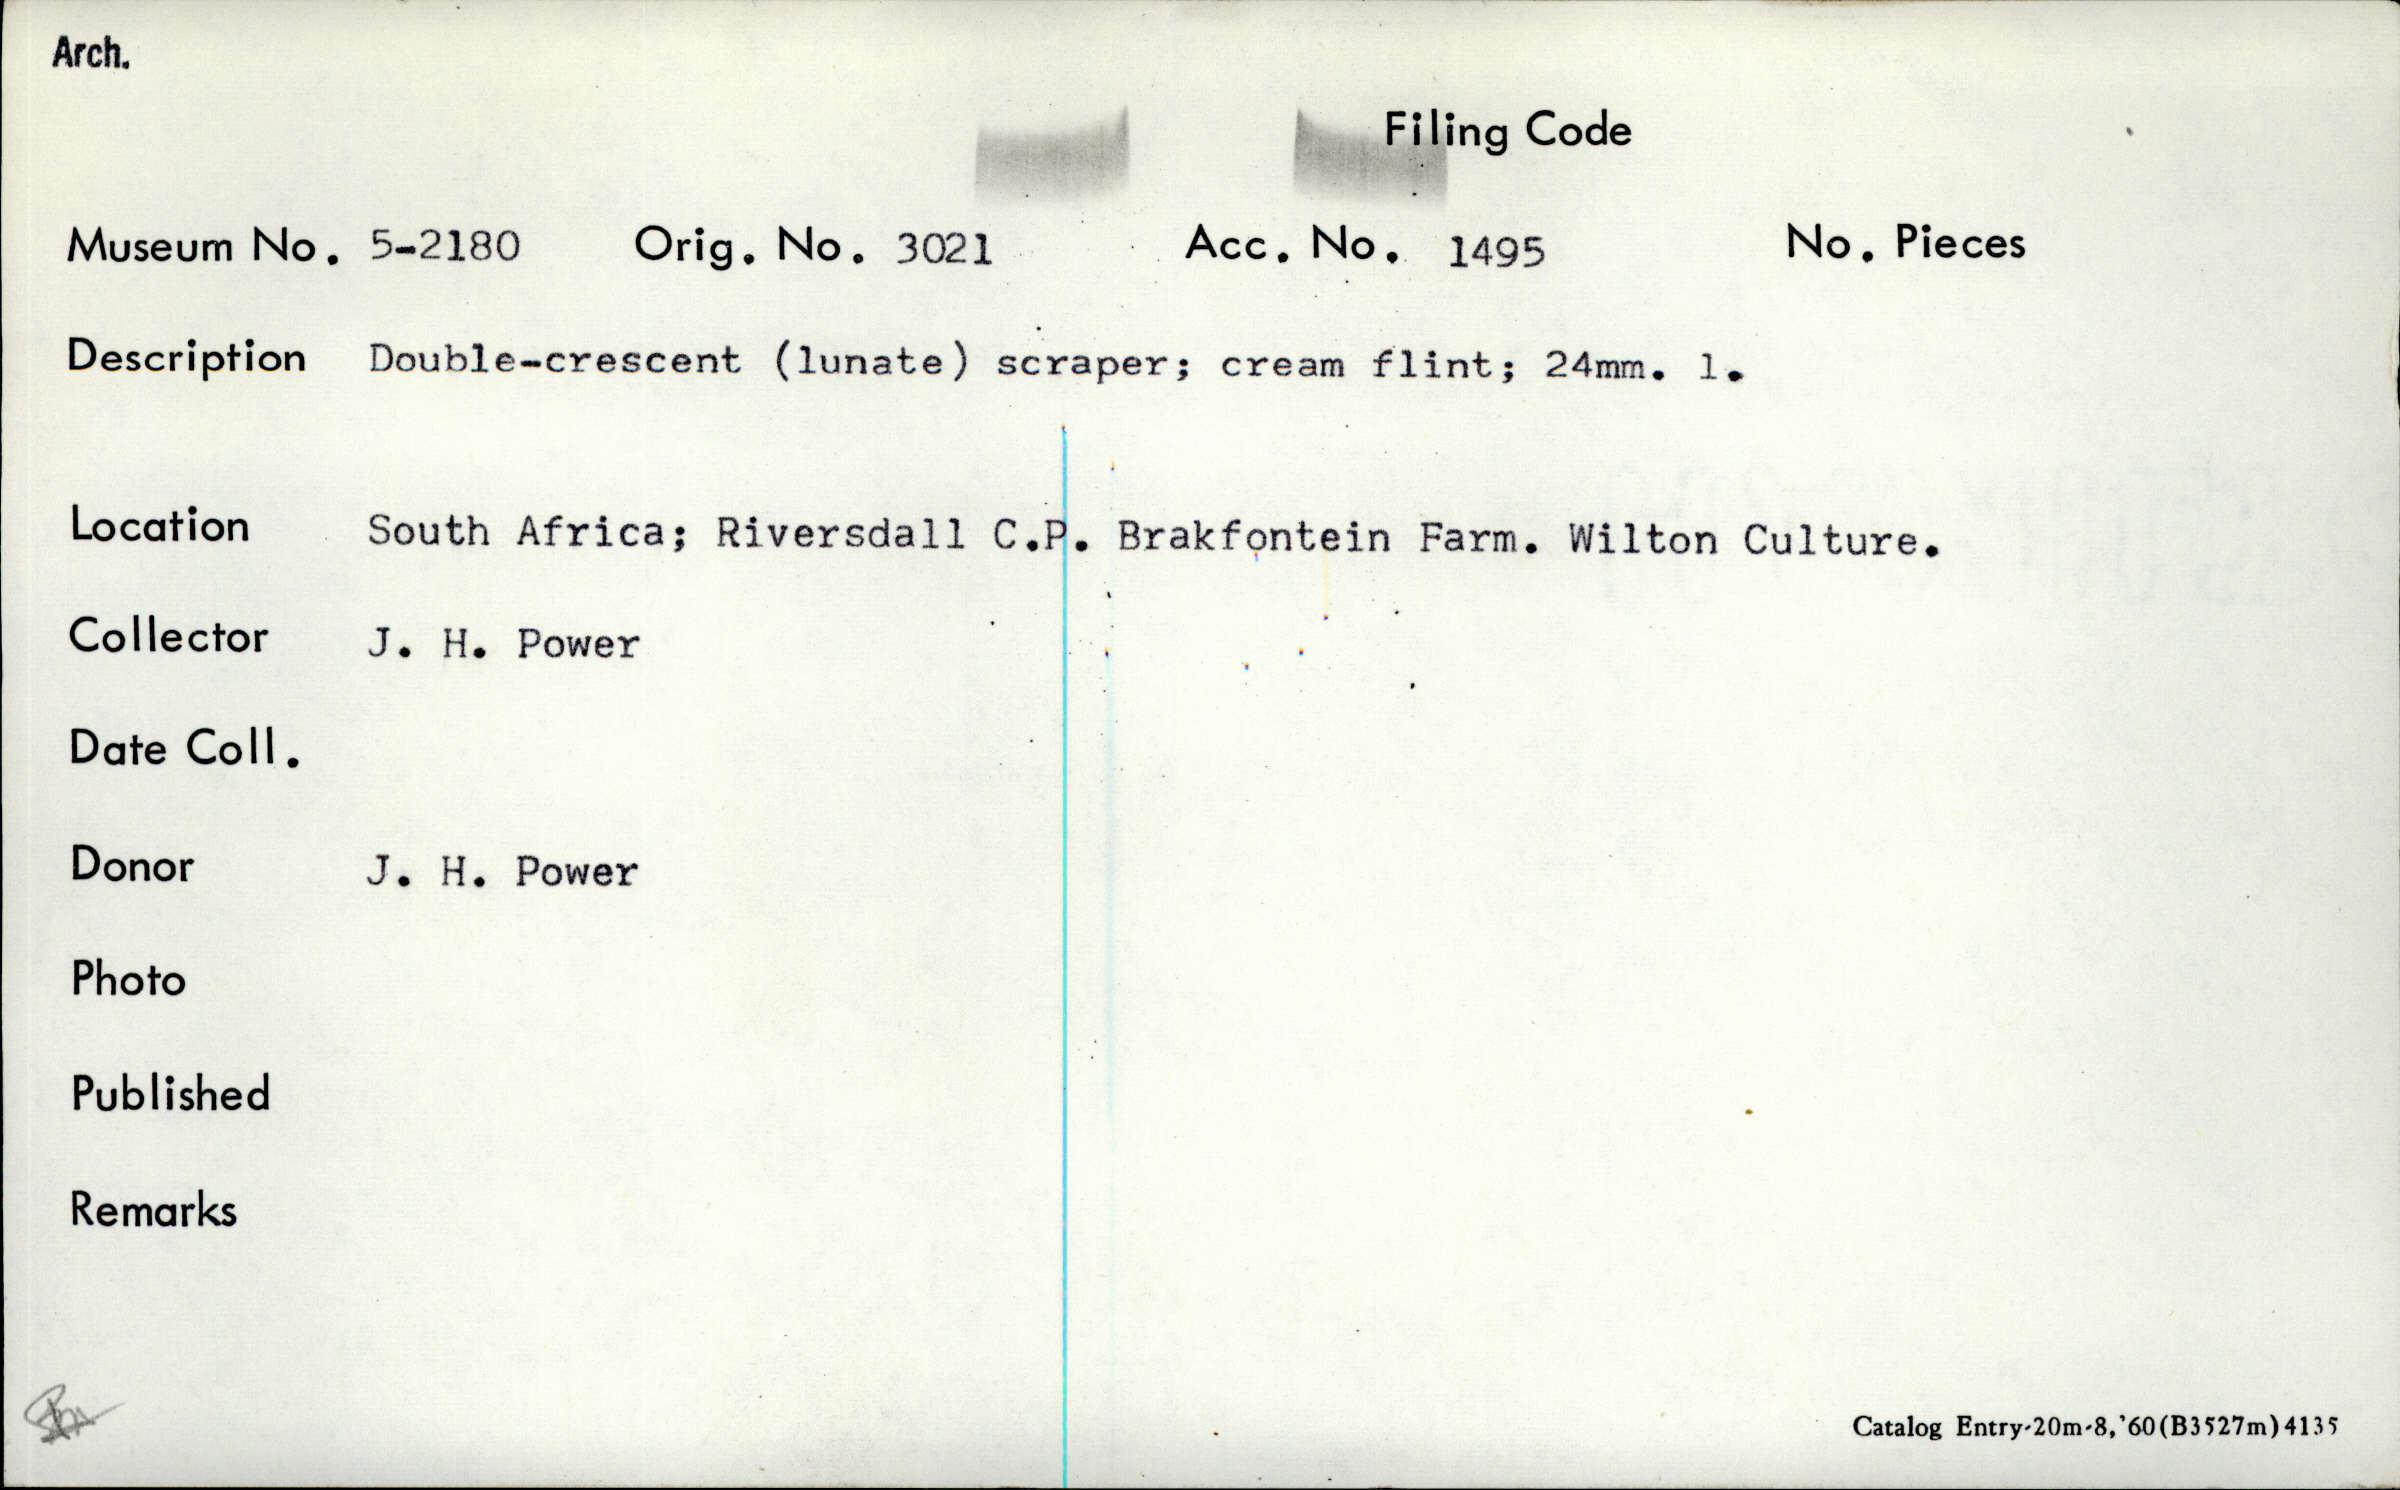 Arch.
Filing Code
Museum No. 5-2180 Orig. No. 3021 Acc. No. 1495 No. Pieces
Description Double-crescent (lunate) scraper; cream flint; 24mm. l.
Location South Africa; Riversdall C.P. Brakfontein Farm. Wilton Culture.
Collector J. H. Power
Date Coll.
Donor J. H. Power
Photo
Published
Remarks
Catalog Entry-20m-8,'60(B3527m)4135